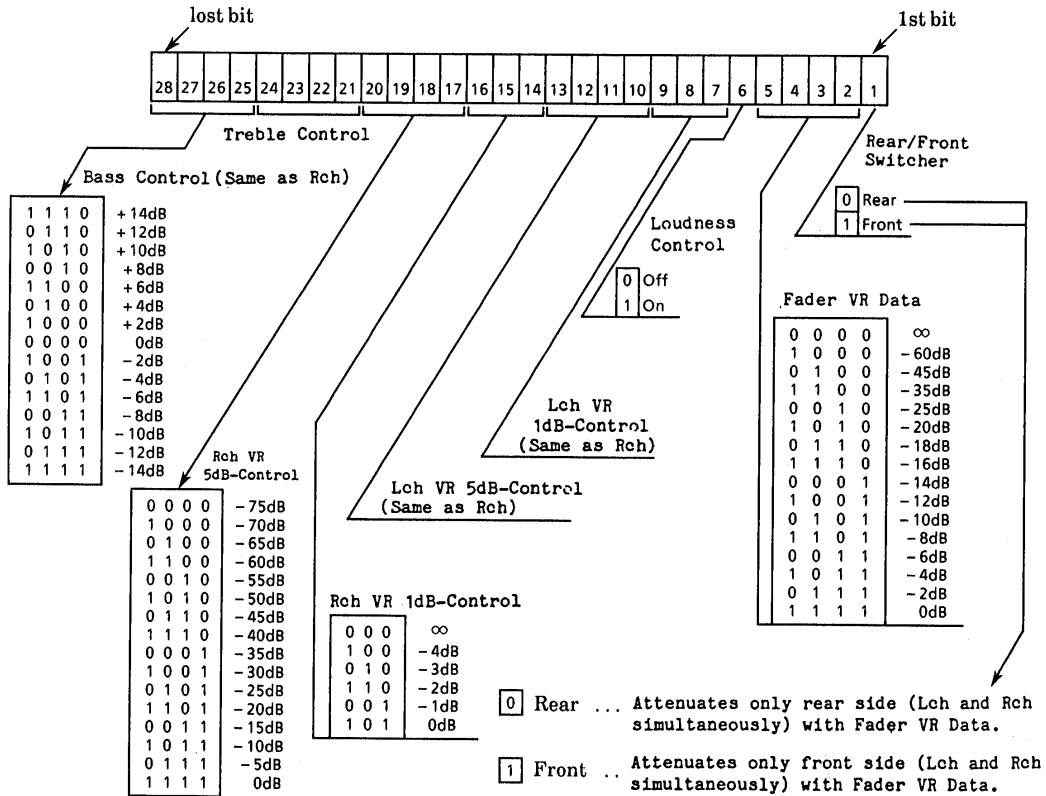 lost bit
1st bit
28 27 26 25 24 23 22 21 20 19 18 17 16 15 14 13 12 11 10 9 8 7 6 5 4 3 2 1
Treble Control
Bass Control (Same as Rch)
1 1 1 0 +14dB
0 1 1 0 +12dB
1 0 1 0 +10dB
0 0 1 0 +8dB
1 1 0 0 +6dB
0 1 0 0 +4dB
1 0 0 0 +2dB
0 0 0 0 0dB
1 0 0 1 -2dB
0 1 0 1 -4dB
1 1 0 1 -6dB
0 0 1 1 -8dB
1 0 1 1 -10dB
0 1 1 1 -12dB
1 1 1 1 -14dB
Rch VR
5dB-Control
0 0 0 0 -75dB
1 0 0 0 -70dB
0 1 0 0 -65dB
1 1 0 0 -60dB
0 0 1 0 -55dB
1 0 1 0 -50dB
0 1 1 0 -45dB
1 1 1 0 -40dB
0 0 0 1 -35dB
1 0 0 1 -30dB
0 1 0 1 -25dB
1 1 0 1 -20dB
0 0 1 1 -15dB
1 0 1 1 -10dB
0 1 1 1 -5dB
1 1 1 1 0dB
Rch VR 1dB-Control
0 0 0 ∞
1 0 0 -4dB
0 1 0 -3dB
1 1 0 -2dB
0 0 1 -1dB
1 0 1 0dB
Lch VR 5dB-Control
(Same as Rch)
Lch VR
1dB-Control
(Same as Rch)
Loudness
Control
0 Off
1 On
Rear/Front
Switcher
0 Rear
1 Front
Fader VR Data
0 0 0 0 ∞
1 0 0 0 -60dB
0 1 0 0 -45dB
1 1 0 0 -35dB
0 0 1 0 -25dB
1 0 1 0 -20dB
0 1 1 0 -18dB
1 1 1 0 -16dB
0 0 0 1 -14dB
1 0 0 1 -12dB
0 1 0 1 -10dB
1 1 0 1 -8dB
0 0 1 1 -6dB
1 0 1 1 -4dB
0 1 1 1 -2dB
1 1 1 1 0dB
0 Rear ... Attenuates only rear side (Lch and Rch
simultaneously) with Fader VR Data.
1 Front .. Attenuates only front side (Lch and Rch
simultaneously) with Fader VR Data.